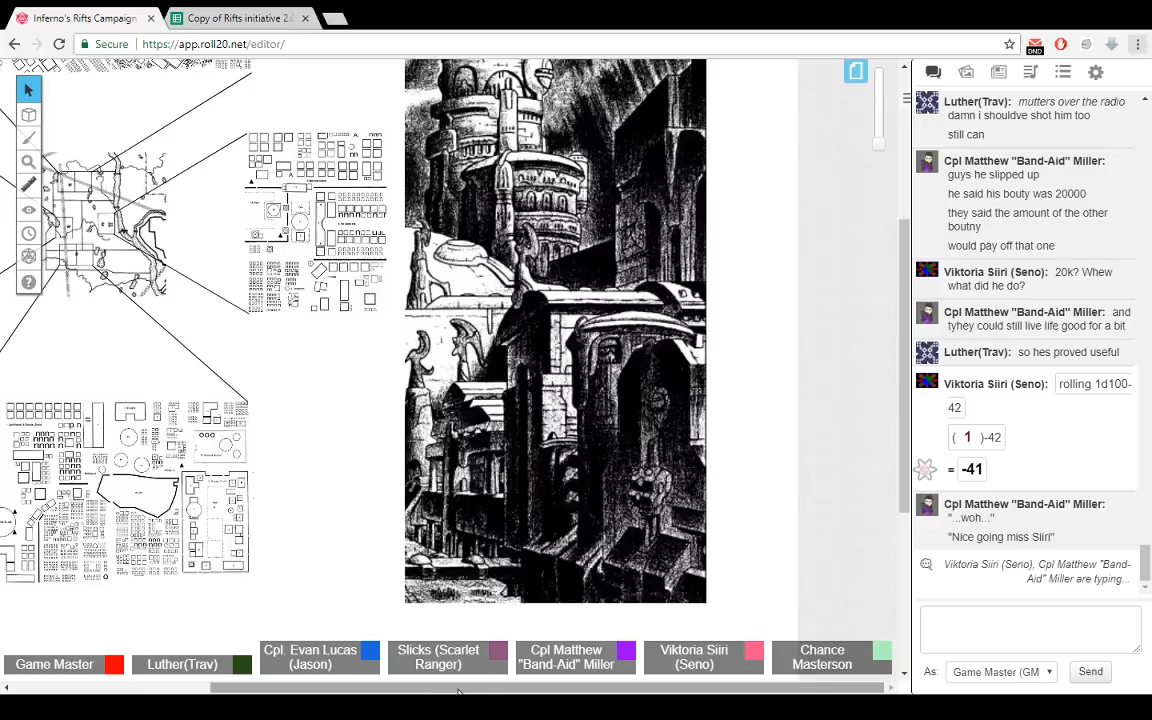 Inferno's Rifts Campaign
Copy of Rifts initiative 2.0
Secure
https://app.roll20.net/editor/
DND
Luther(Trav): mutters over the radio
damn i shouldve shot him too
still can
Cpl Matthew "Band-Aid" Miller:
guys he slipped up
he said his bouty was 20000
they said the amount of the other
boutny
would pay off that one
Viktoria Siiri (Seno): 20k? Whew
what did he do?
Cpl Matthew "Band-Aid" Miller: and
tyhey could still live life good for a bit
Luther(Trav): so hes proved useful
Viktoria Siiri (Seno): rolling 1d100-
42
( 1 )-42
= -41
Cpl Matthew "Band-Aid" Miller:
"...woh..."
"Nice going miss Siiri"
Viktoria Siiri (Seno), Cpl Matthew "Band-
Aid" Miller are typing...
Game Master
Luther(Trav)
Cpl. Evan Lucas
(Jason)
Slicks (Scarlet
Ranger)
Cpl Matthew
"Band-Aid" Miller
Viktoria Siiri
(Seno)
Chance
Masterson
As:
Game Master (GM
Send